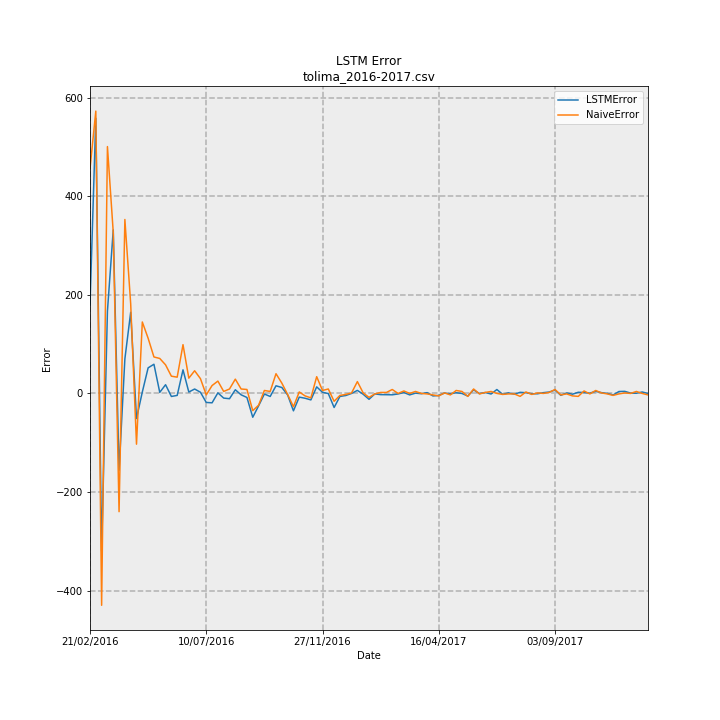 LSTM Error
tolima_2016-2017.csv
LSTMError
NaiveError
600
400
200
0
−200
−400
Error
21/02/2016 10/07/2016 27/11/2016 16/04/2017 03/09/2017
Date